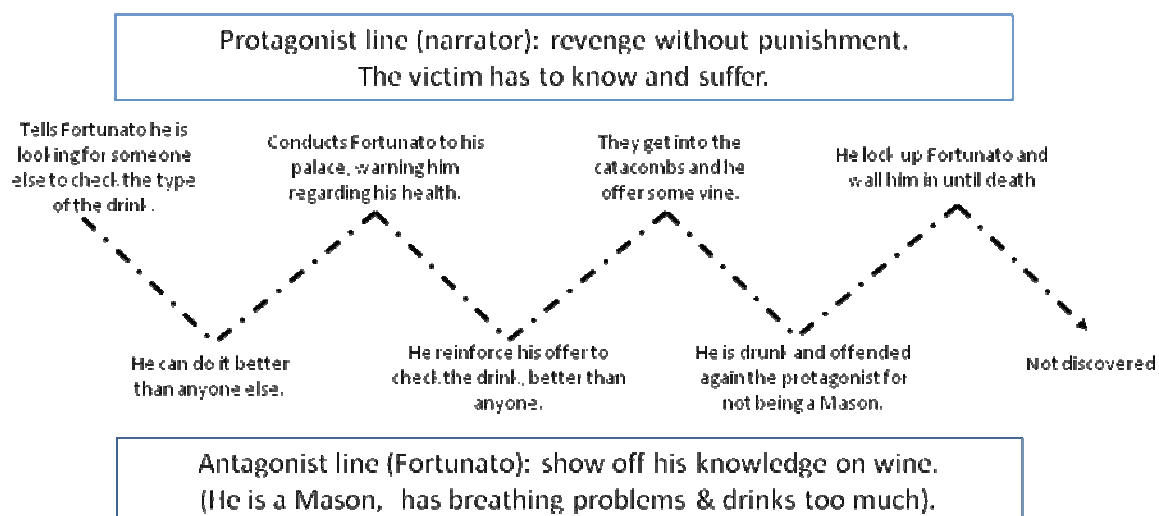 Protagonist line (narrator): revenge without punishment.
The victim has to know and suffer.
Tells Fortunato he is
looking for someone
else to check the type
of the drink.
Conducts Fortunato to his
palace, warning him
regarding his health.
They get into the
catacombs and he
offer some vine.
He lock up Fortunato and
wall him in until death
He can do it better
than anyone else.
He reinforce his offer to
check the drink, better than
anyone.
He is drunk and offended
again the protagonist for
not being a Mason.
Not discovered
Antagonist line (Fortunato): show off his knowledge on wine.
(He is a Mason, has breathing problems & drinks too much).